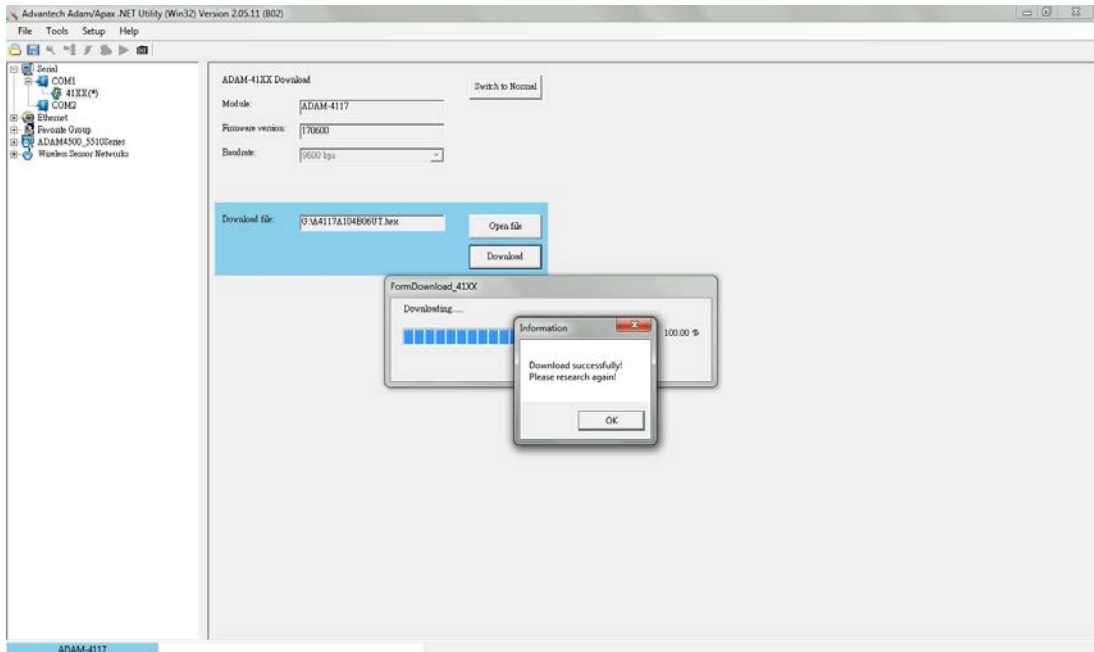 Advantech Adam/Apax .NET Utility (Win32) Version 2.05.11 (B02)
File Tools Setup Help
Serial
COM1
41XX(*)
COM2
Ethernet
Favorite Group
ADAM4500_5510Series
Wireless Sensor Networks
ADAM-41XX Download
Switch to Normal
Module: ADAM-4117
Firmware version: 170600
Baudrate: 9600 bps
Download file: G:\A4117A104B06UT.hex
Open file
Download
FormDownload_41XX
Downloading.....
100.00 %
Information
Download successfully!
Please research again!
OK
ADAM-4117